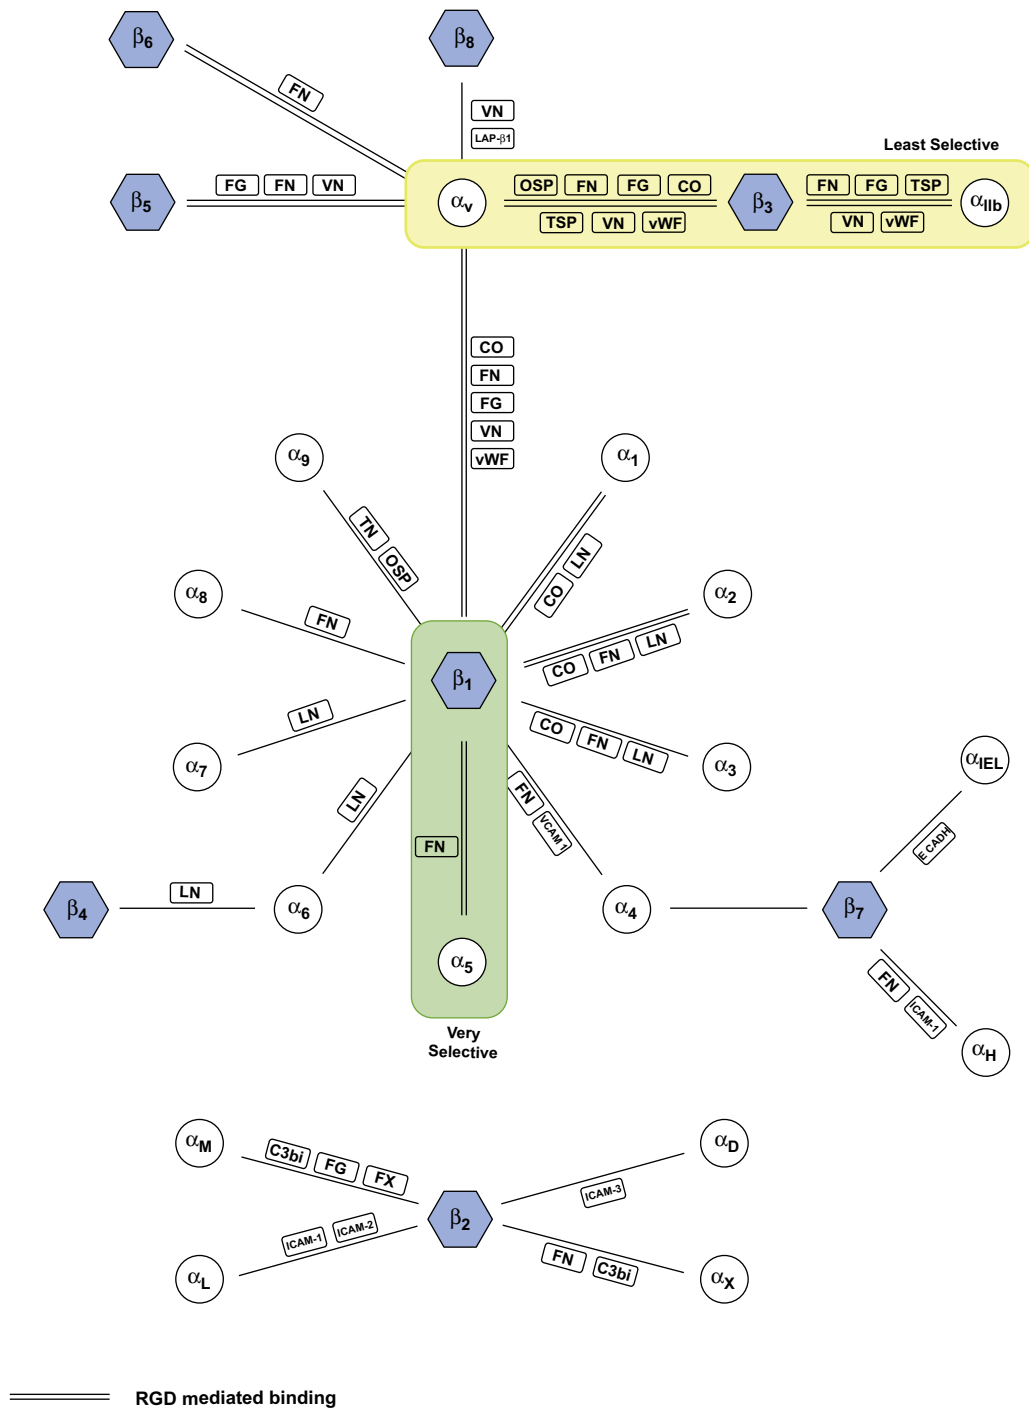 β6
β8
FN
VN
LAP-β1
Least Selective
β5
FG FN VN
αv
OSP FN FG CO
TSP VN vWF
β3
FN FG TSP
VN vWF
αIIb
CO
FN
FG
VN
vWF
α9
TN OSP
α1
CO LN
α8
FN
α2
CO FN LN
β1
α7
LN
α3
CO FN LN
LN
FN VCAM 1
FN
αIEL
E CADH
β4
LN
α6
α4
β7
α5
FN ICAM-1
Very
Selective
αH
αM
C3bi FG FX
αD
ICAM-3
β2
ICAM-1 ICAM-2
αL
FN C3bi
αX
RGD mediated binding